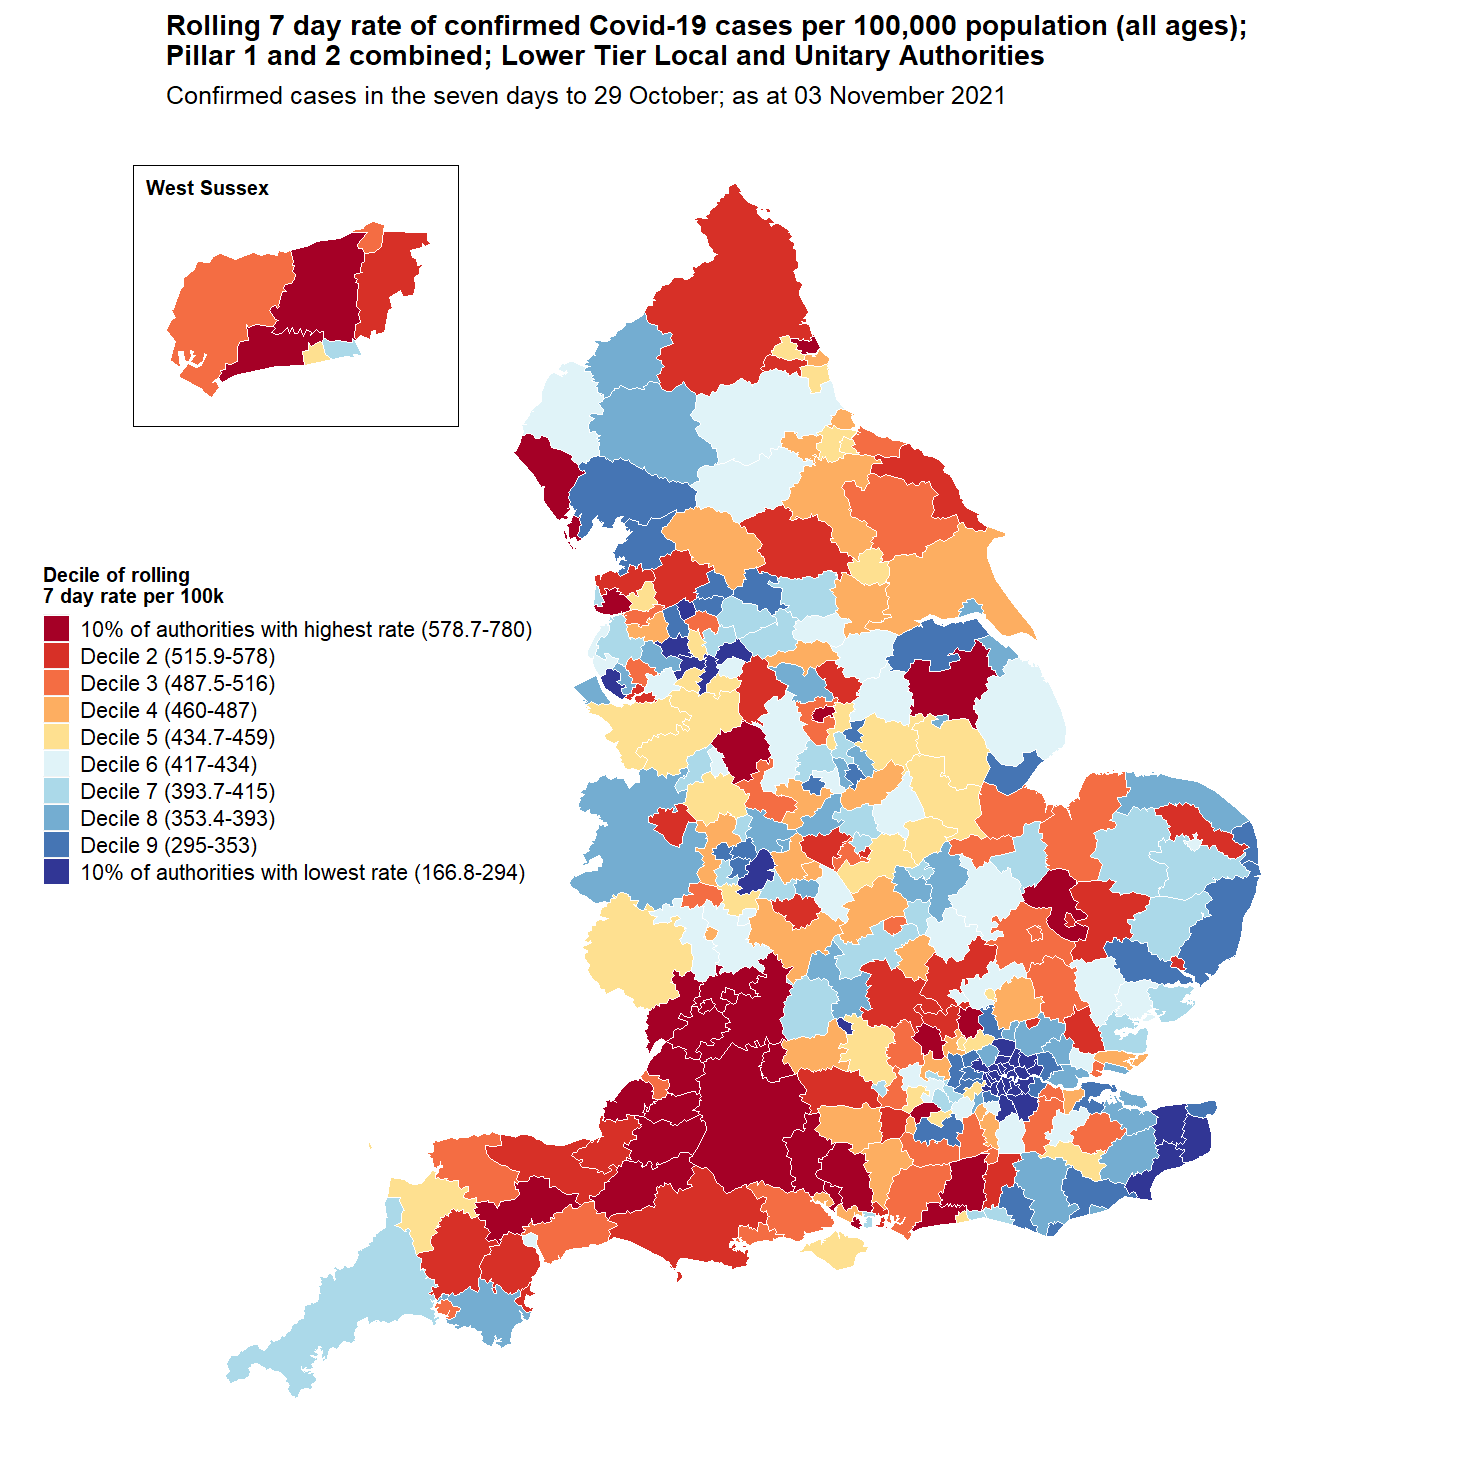 Rolling 7 day rate of confirmed Covid-19 cases per 100,000 population (all ages);
Pillar 1 and 2 combined; Lower Tier Local and Unitary Authorities
Confirmed cases in the seven days to 29 October; as at 03 November 2021
West Sussex
Decile of rolling
7 day rate per 100k
10% of authorities with highest rate (578.7-780)
Decile 2 (515.9-578)
Decile 3 (487.5-516)
Decile 4 (460-487)
Decile 5 (434.7-459)
Decile 6 (417-434)
Decile 7 (393.7-415)
Decile 8 (353.4-393)
Decile 9 (295-353)
10% of authorities with lowest rate (166.8-294)